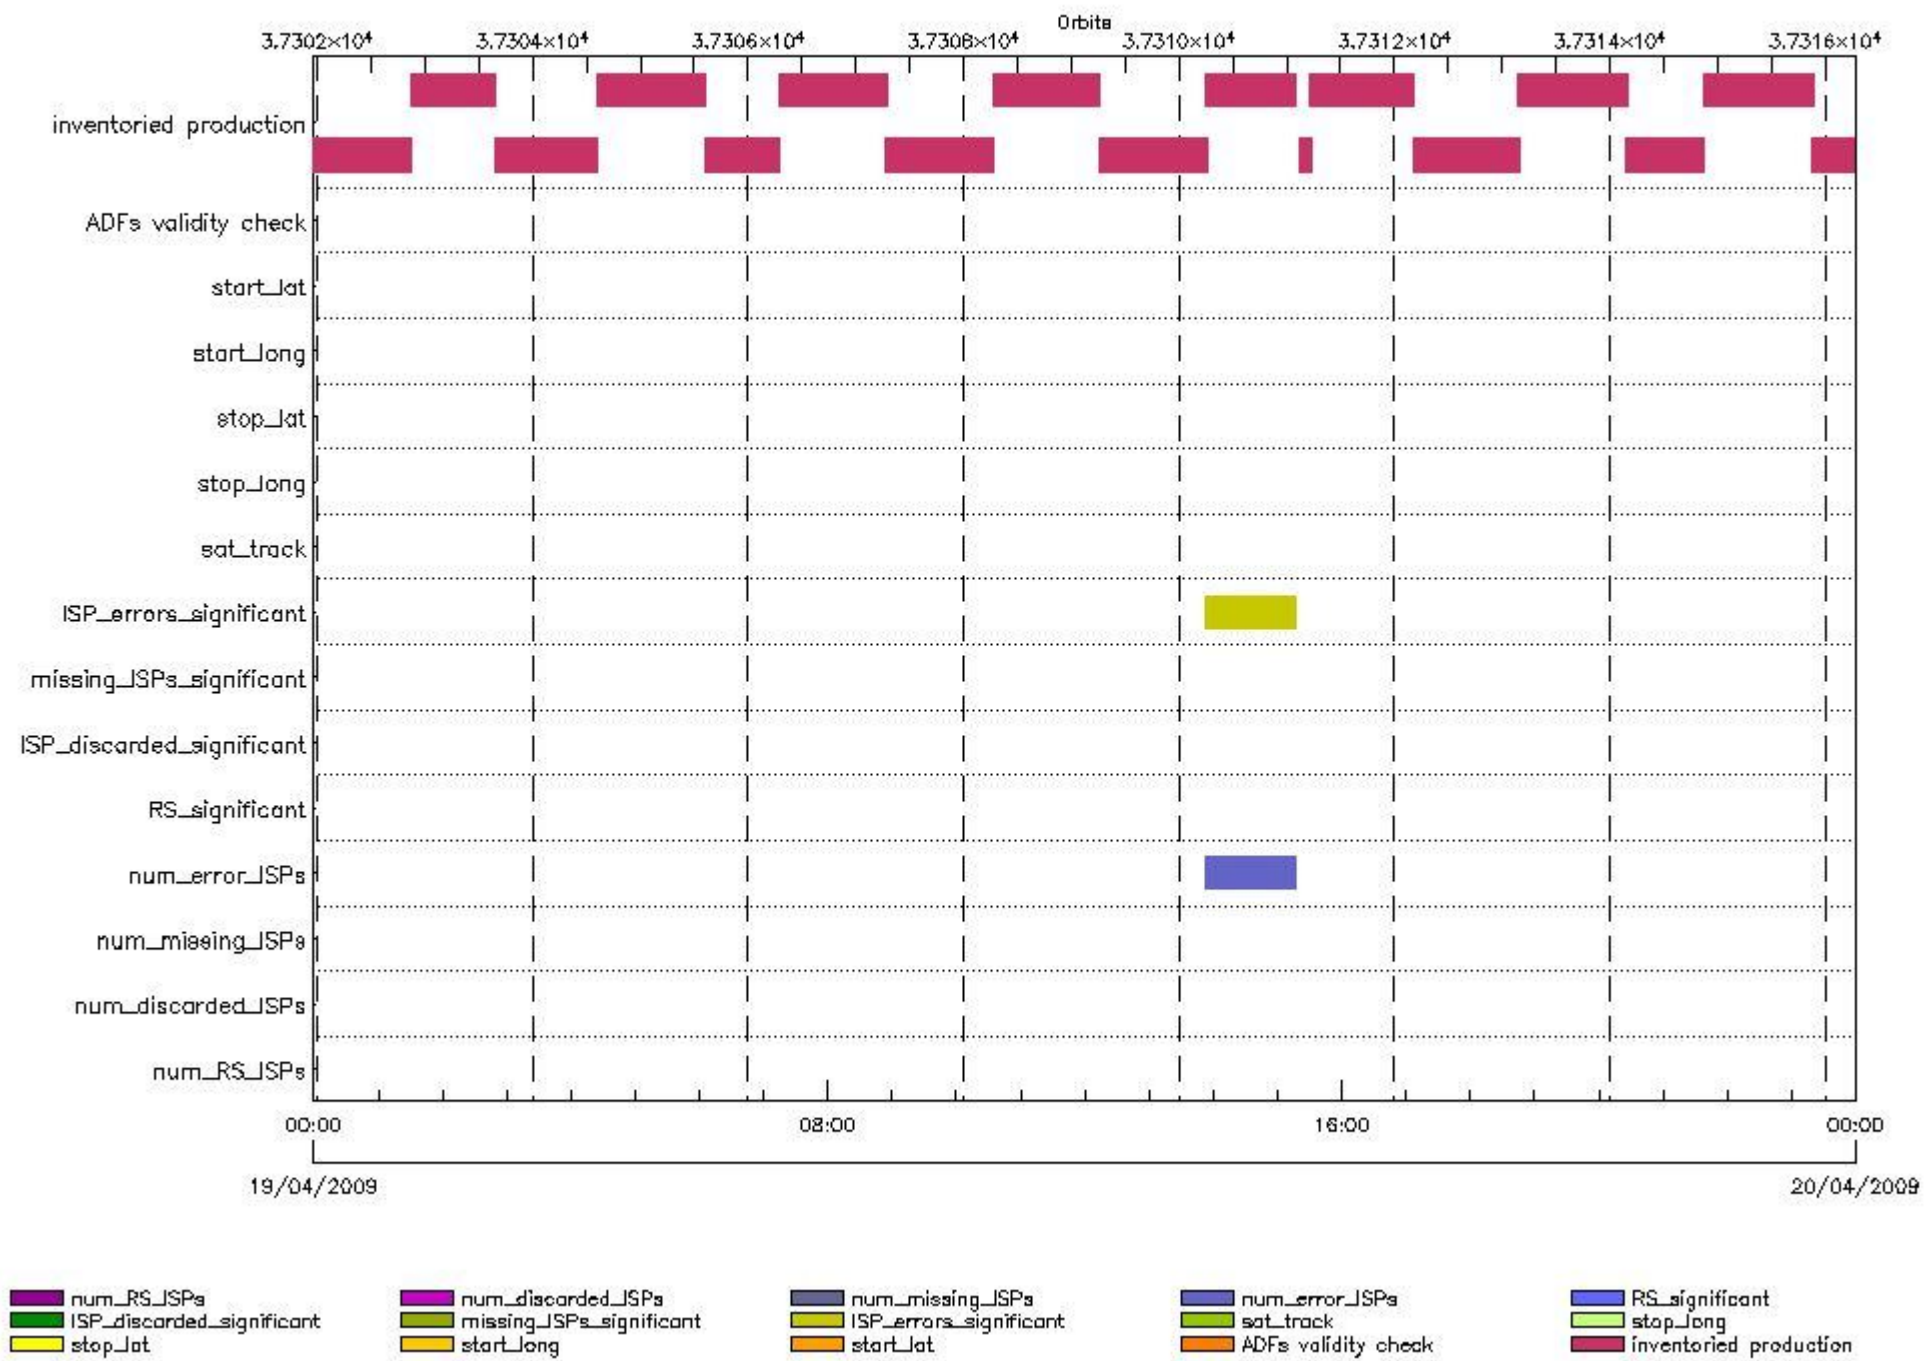 Orbits
3.7302×10⁴ 3.7304×10⁴ 3.7306×10⁴ 3.7308×10⁴ 3.7310×10⁴ 3.7312×10⁴ 3.7314×10⁴ 3.7316×10⁴
inventoried production
ADFs validity check
start_lat
start_long
stop_lat
stop_long
sat_track
ISP_errors_significant
missing_ISPs_significant
ISP_discarded_significant
RS_significant
num_error_ISPs
num_missing_ISPs
num_discarded_ISPs
num_RS_ISPs
00:00 08:00 16:00 00:00
19/04/2009 20/04/2009
num_RS_ISPs num_discarded_ISPs num_missing_ISPs num_error_ISPs RS_significant
ISP_discarded_significant missing_ISPs_significant ISP_errors_significant sat_track stop_long
stop_lat start_long start_lat ADFs validity check inventoried production